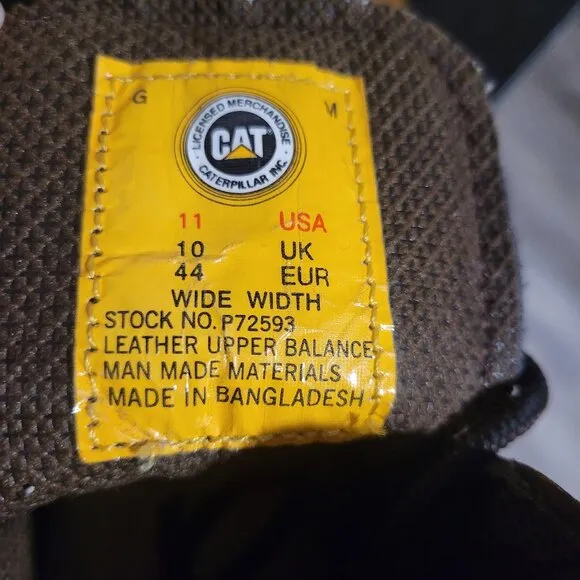 G M
LICENSED MERCHANDISE
CAT
CATERPILLAR INC.
11 USA
10 UK
44 EUR
WIDE WIDTH
STOCK NO. P72593
LEATHER UPPER BALANCE
MAN MADE MATERIALS
MADE IN BANGLADESH